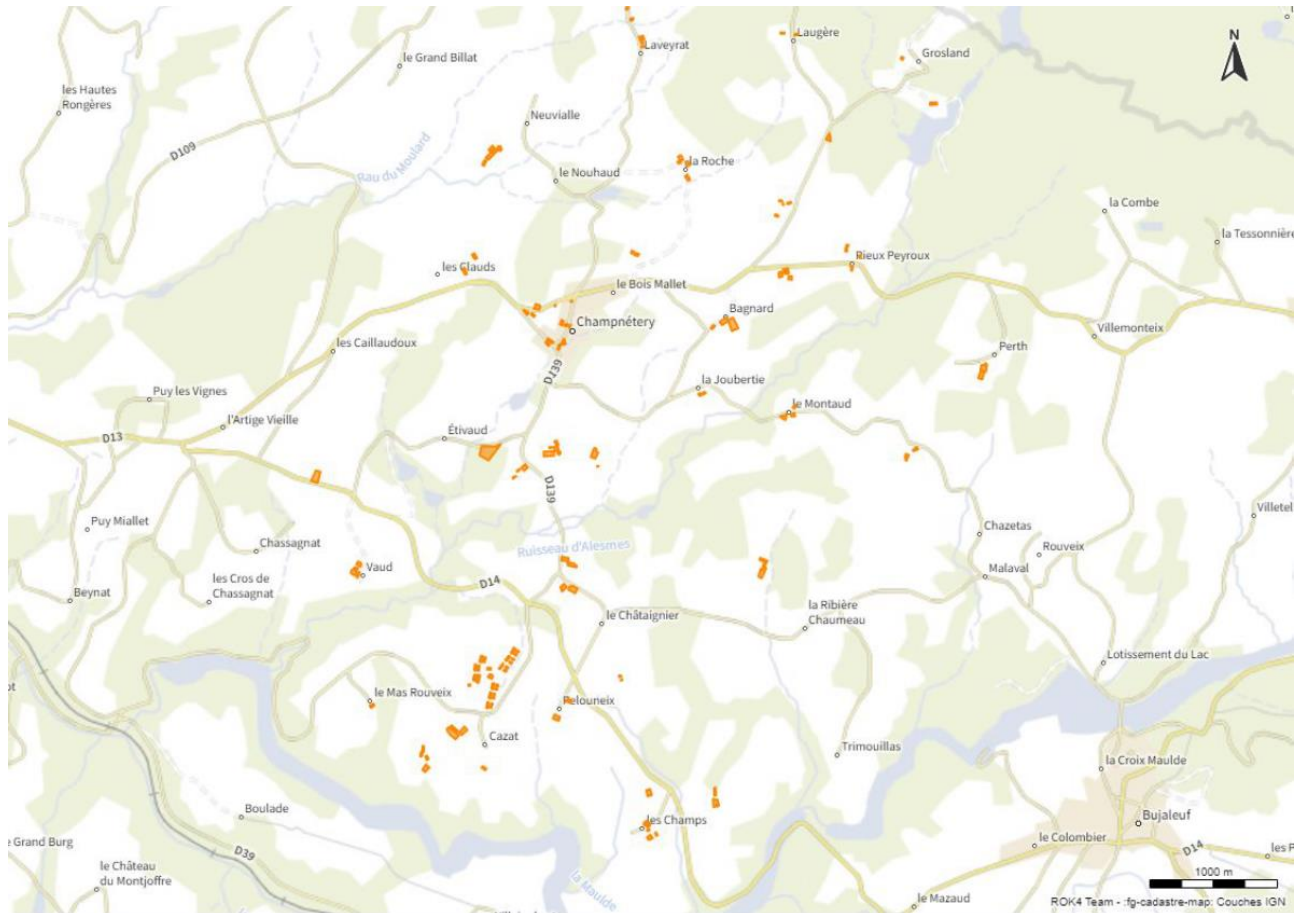 N
le Grand Billat
Laveyrat
Laugère
Grosland
les Hautes
Rongères
Neuvialle
D109
Rau du Moulard
le Nouhaud
la Roche
la Combe
la Tessonnière
les Clauds
Rieux Peyroux
le Bois Mallet
Bagnard
Champnétery
Villemonteix
les Caillaudoux
Perth
D139
la Joubertie
Puy les Vignes
le Montaud
l'Artige Vieille
D13
Étivaud
D139
Puy Miallet
Villetel
Chazetas
Chassagnat
Ruisseau d'Alesmes
Rouveix
Vaud
Malaval
les Cros de
Chassagnat
D14
Beynat
la Ribière
Chaumeau
le Châtaignier
Lotissement du Lac
ot
le Mas Rouveix
Pelouneix
Cazat
Trimouillas
la Croix Maulde
Boulade
les Champs
Bujaleuf
e Grand Burg
D39
le Colombier
D14
les P
le Château
du Montjoffre
la Maulde
1000 m
le Mazaud
ROK4 Team - :fg-cadastre-map: Couches IGN